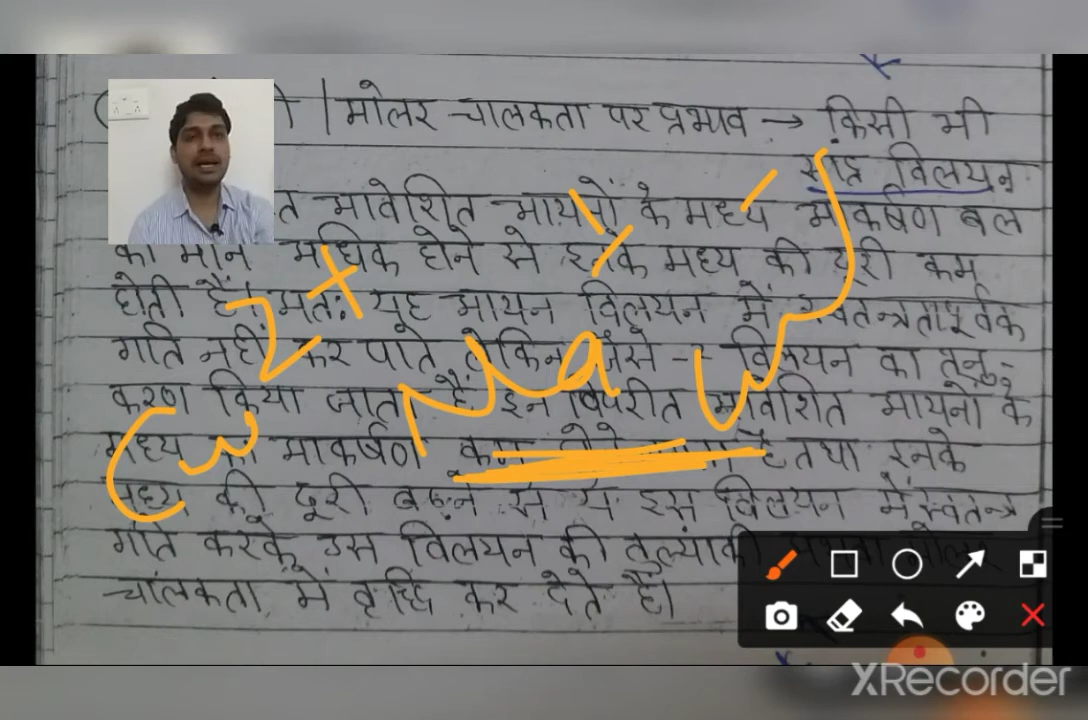 | मोलर चालकता पर प्रभाव → किसी भी
सान्द्र विलयन
त आवेशित आयनों के मध्य आकर्षण बल
का मान अधिक होने से इनके मध्य की दूरी कम
होती है। अतः यह आयन विलयन में स्वतन्त्रतापूर्वक
गति नहीं कर पाते लेकिन जैसे - विलयन का तनु-
करण किया जाता है इन विपरीत आवेशित आयनो के
मध्य का आकर्षण कम होने है तथा इनके
मध्य की दूरी बढ़ने से ये इस विलयन में स्वतंत्र
गति करके उस विलयन की तुल्यांकी
चालकता में वृद्धि कर देते हैं।
2+
Na
XRecorder